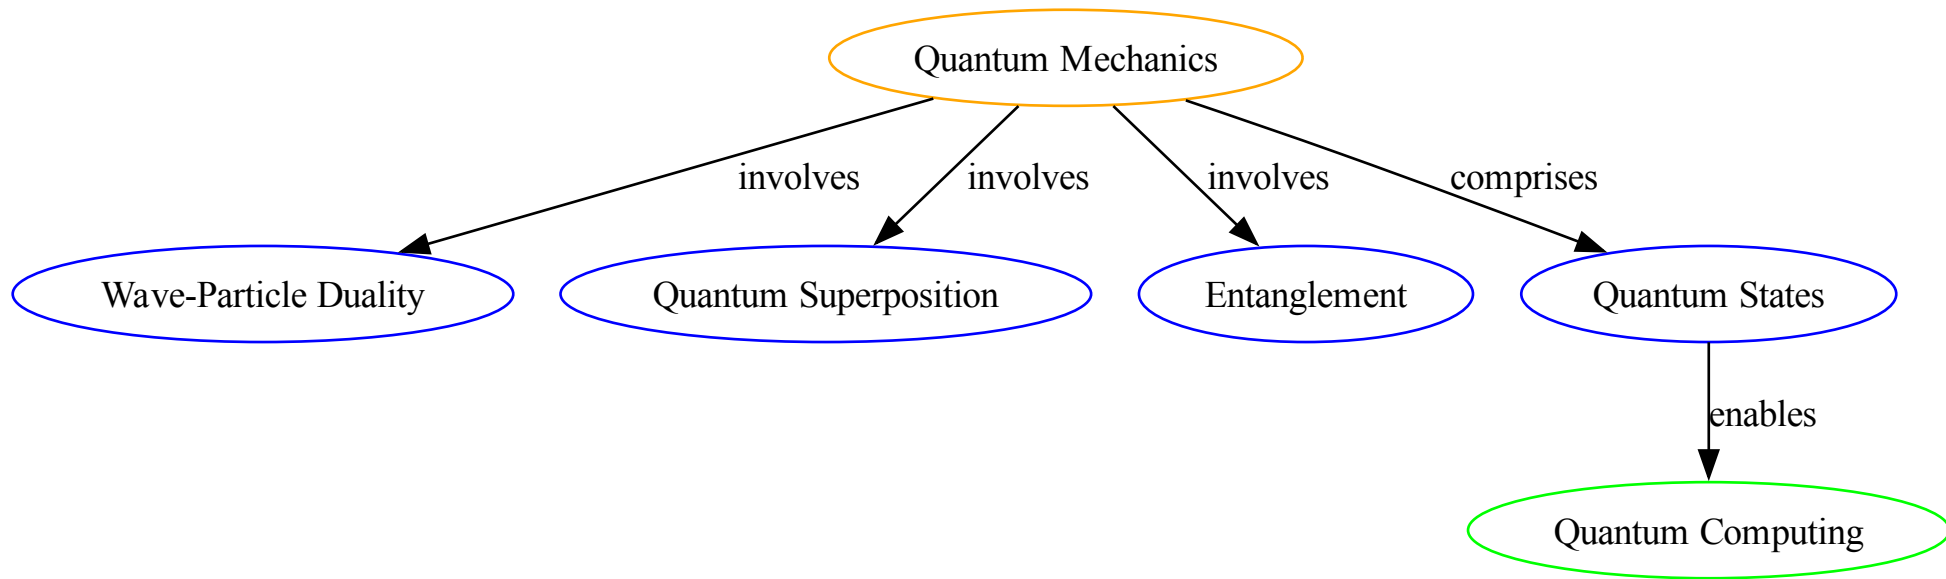 Quantum Mechanics
involves
involves
involves
comprises
Wave-Particle Duality
Quantum Superposition
Entanglement
Quantum States
enables
Quantum Computing